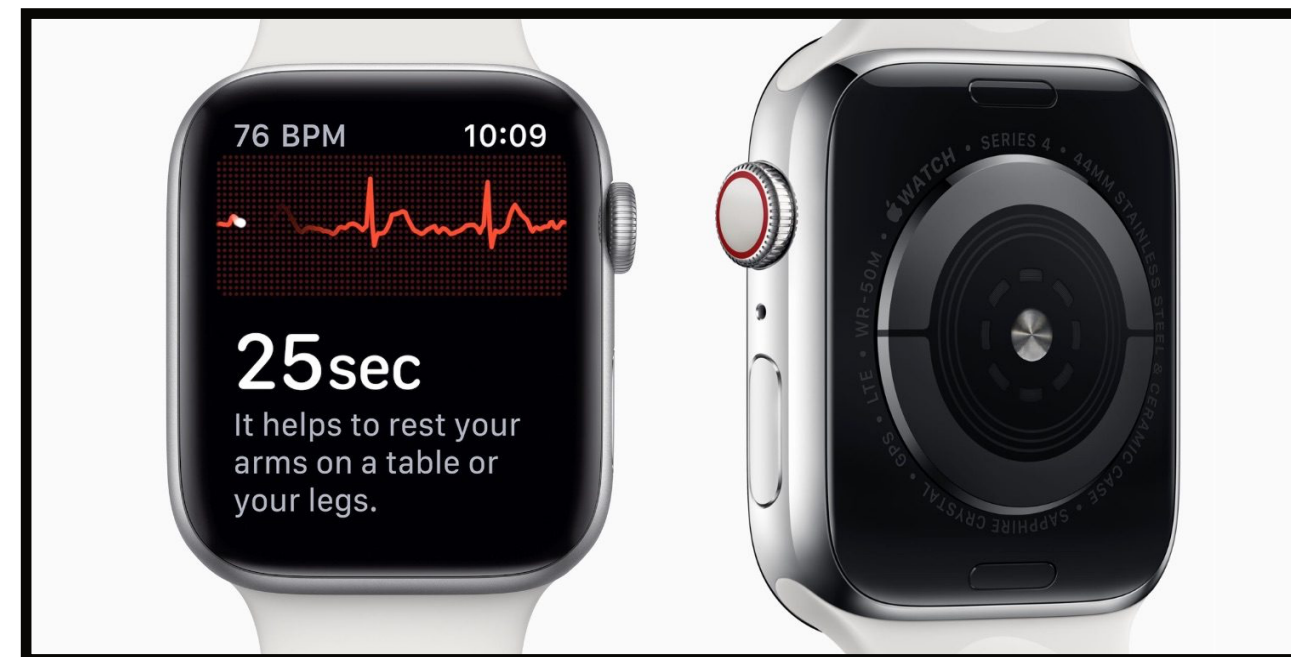 76 BPM
10:09
25sec
It helps to rest your
arms on a table or
your legs.
WATCH • SERIES 4 • 44MM STAINLESS STEEL & CERAMIC CASE • SAPPHIRE CRYSTAL • GPS • LTE • WR-50M •